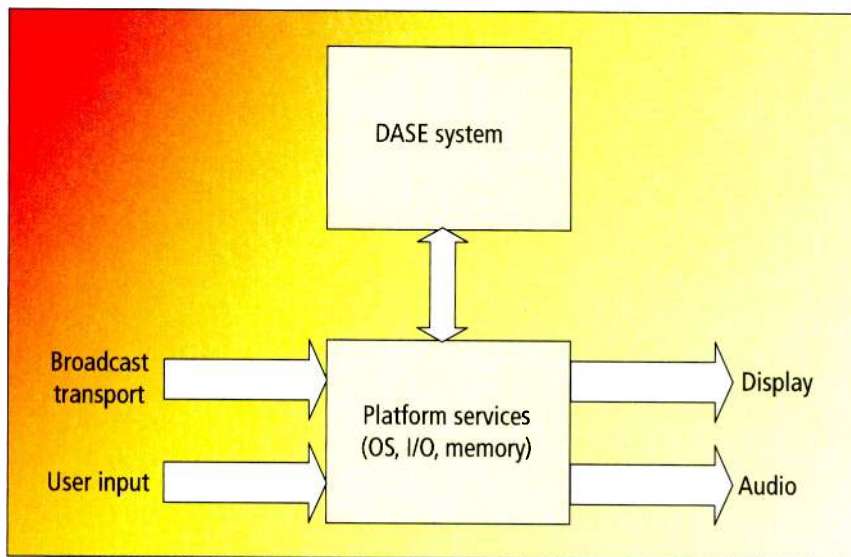 DASE system
Broadcast
transport
Platform services
(OS, I/O, memory)
Display
User input
Audio